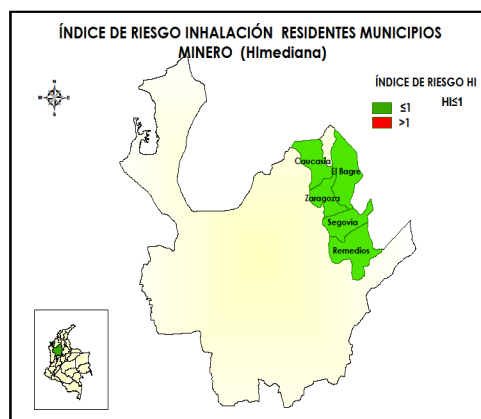 ÍNDICE DE RIESGO INHALACIÓN RESIDENTES MUNICIPIOS
MINERO (HImediana)
N
W E
S
ÍNDICE DE RIESGO HI
≤1 HI≤1
>1
Caucasia
El Bagre
Zaragoza
Segovia
Remedios